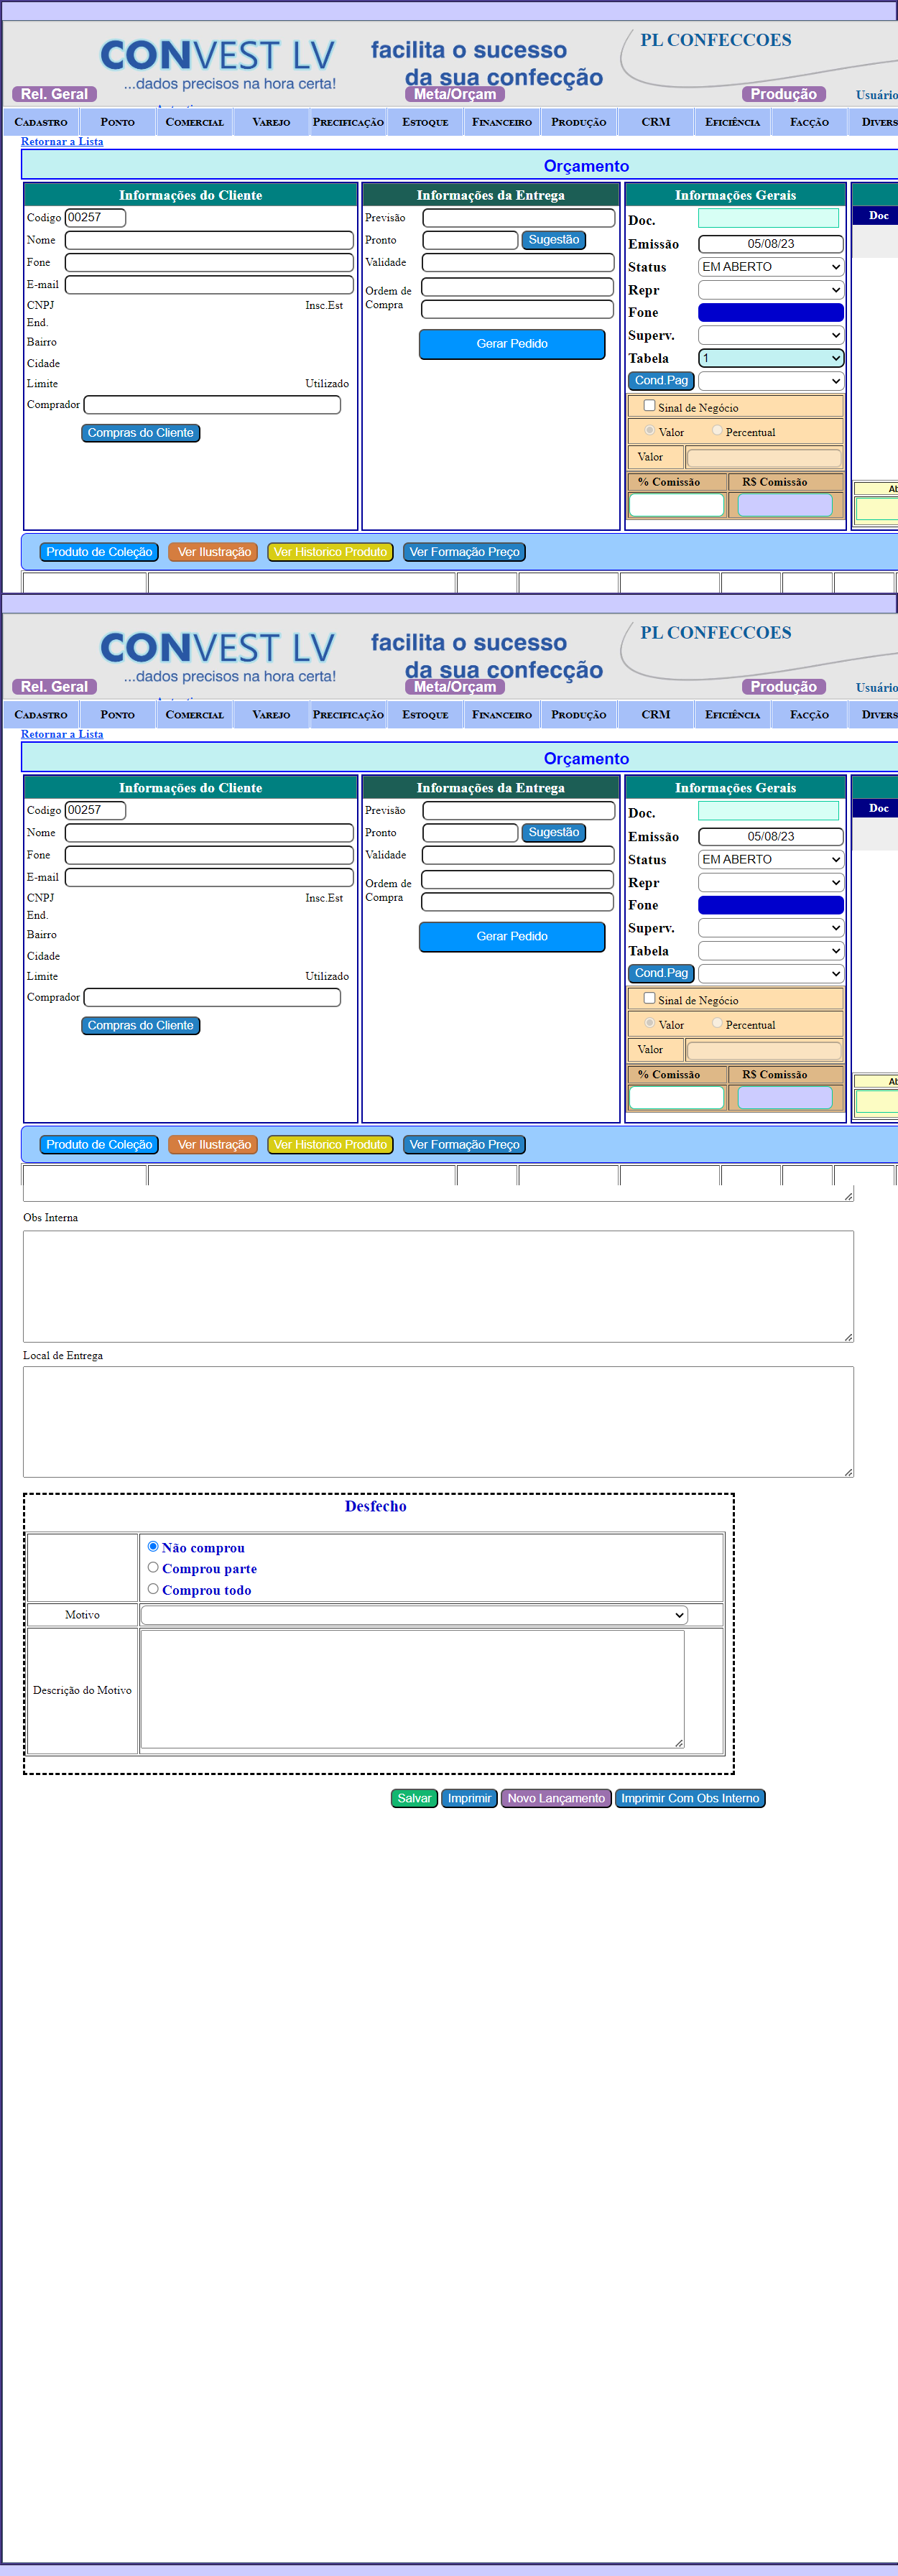 CONVEST LV
...dados precisos na hora certa!
facilita o sucesso
da sua confecção
PL CONFECCOES
Rel. Geral
Meta/Orçam
Produção
Usuário
Cadastro Ponto Comercial Varejo Precificação Estoque Financeiro Produção CRM Eficiência Facção Divers
Retornar a Lista
Orçamento
Informações do Cliente
Codigo 00257
Nome
Fone
E-mail
CNPJ Insc.Est
End.
Bairro
Cidade
Limite Utilizado
Comprador
Compras do Cliente
Informações da Entrega
Previsão
Pronto Sugestão
Validade
Ordem de
Compra
Gerar Pedido
Informações Gerais
Doc.
Emissão 05/08/23
Status EM ABERTO
Repr
Fone
Superv.
Tabela 1
Cond.Pag
Sinal de Negócio
Valor Percentual
Valor
% Comissão R$ Comissão
Doc
Ab
Produto de Coleção Ver Ilustração Ver Historico Produto Ver Formação Preço
CONVEST LV
...dados precisos na hora certa!
facilita o sucesso
da sua confecção
PL CONFECCOES
Rel. Geral
Meta/Orçam
Produção
Usuário
Cadastro Ponto Comercial Varejo Precificação Estoque Financeiro Produção CRM Eficiência Facção Divers
Retornar a Lista
Orçamento
Informações do Cliente
Codigo 00257
Nome
Fone
E-mail
CNPJ Insc.Est
End.
Bairro
Cidade
Limite Utilizado
Comprador
Compras do Cliente
Informações da Entrega
Previsão
Pronto Sugestão
Validade
Ordem de
Compra
Gerar Pedido
Informações Gerais
Doc.
Emissão 05/08/23
Status EM ABERTO
Repr
Fone
Superv.
Tabela
Cond.Pag
Sinal de Negócio
Valor Percentual
Valor
% Comissão R$ Comissão
Doc
Ab
Produto de Coleção Ver Ilustração Ver Historico Produto Ver Formação Preço
Obs Interna
Local de Entrega
Desfecho
Não comprou
Comprou parte
Comprou todo
Motivo
Descrição do Motivo
Salvar Imprimir Novo Lançamento Imprimir Com Obs Interno